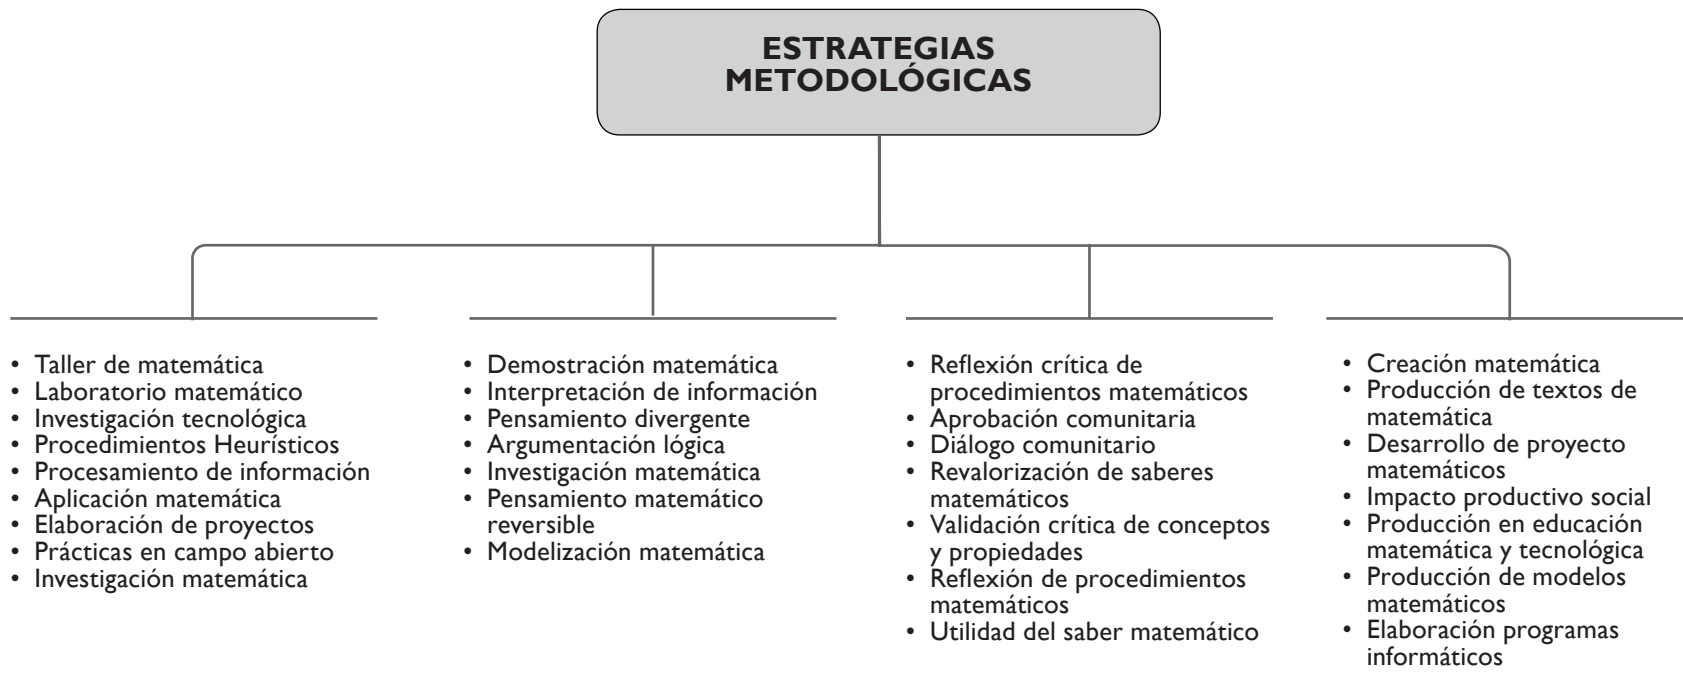 ESTRATEGIAS
METODOLÓGICAS
• Taller de matemática
• Laboratorio matemático
• Investigación tecnológica
• Procedimientos Heurísticos
• Procesamiento de información
• Aplicación matemática
• Elaboración de proyectos
• Prácticas en campo abierto
• Investigación matemática
• Demostración matemática
• Interpretación de información
• Pensamiento divergente
• Argumentación lógica
• Investigación matemática
• Pensamiento matemático
reversible
• Modelización matemática
• Reflexión crítica de
procedimientos matemáticos
• Aprobación comunitaria
• Diálogo comunitario
• Revalorización de saberes
matemáticos
• Validación crítica de conceptos
y propiedades
• Reflexión de procedimientos
matemáticos
• Utilidad del saber matemático
• Creación matemática
• Producción de textos de
matemática
• Desarrollo de proyecto
matemáticos
• Impacto productivo social
• Producción en educación
matemática y tecnológica
• Producción de modelos
matemáticos
• Elaboración programas
informáticos